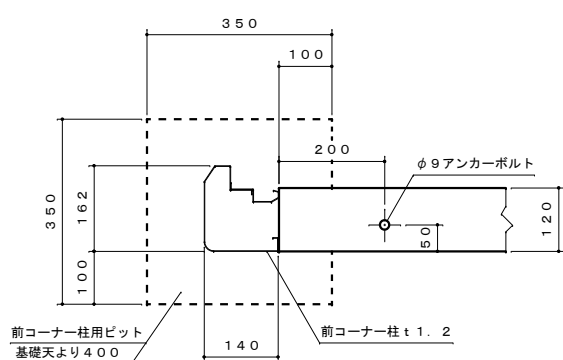 ３５０
１００
２００
φ９アンカーボルト
３５０
１６２
１００
５０
１２０
前コーナー柱用ピット
基礎天より４００
１４０
前コーナー柱ｔ１．２